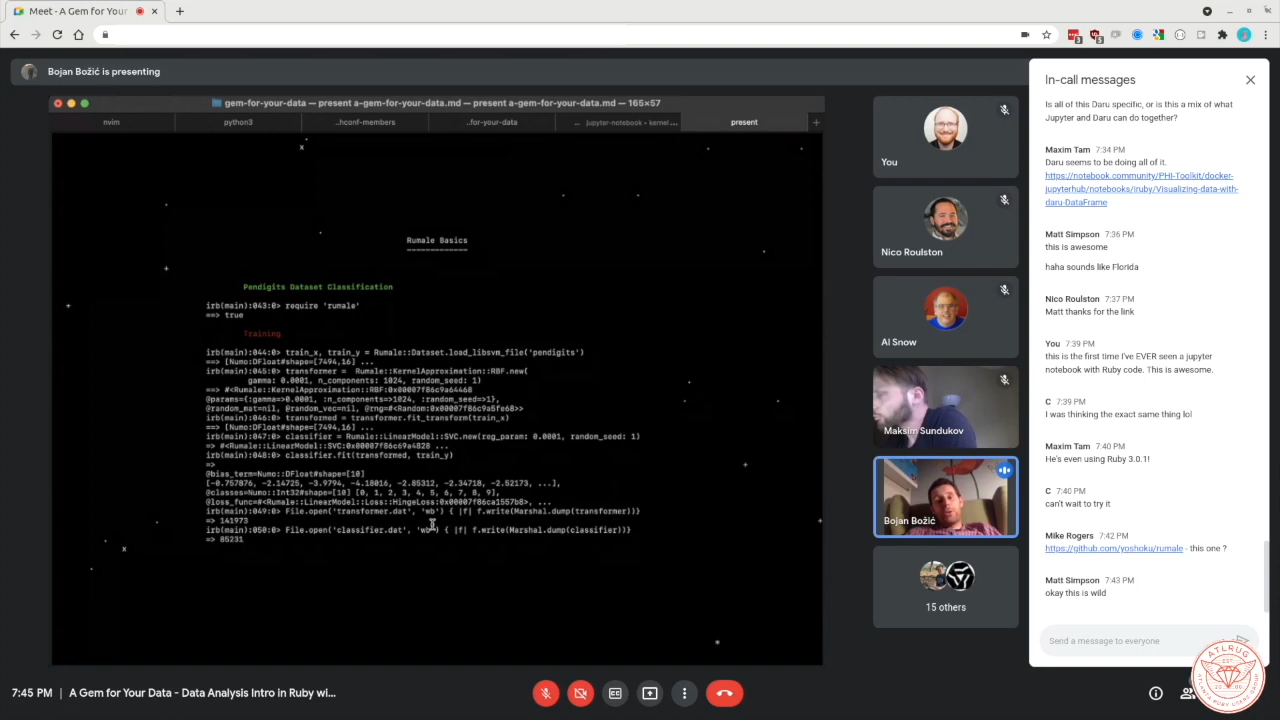 Meet - A Gem for Your
Bojan Božić is presenting
gem-for-your-data — present a-gem-for-your-data.md — present a-gem-for-your-data.md — 165×57
nvim
python3
..hconf-members
..for-your-data
... jupyter-notebook • kernel...
present
Rumale Basics
Pendigits Dataset Classification
irb(main):043:0> require 'rumale'
==> true
Training
irb(main):044:0> train_x, train_y = Rumale::Dataset.load_libsvm_file('pendigits')
==> [Numo:DFloat#shape=[7494,16] ...
irb(main):045:0> transformer =  Rumale::KernelApproximation::RBF.new(
gamma: 0.0001, n_components: 1024, random_seed: 1)
==> #<Rumale::KernelApproximation::RBF:0x00007f86c9a64468
@params={:gamma=>0.0001, :n_components=>1024, :random_seed=>1},
@random_mat=nil, @random_vec=nil, @rng=#<Random:0x00007f86c9a5fe68>>
irb(main):046:0> transformed = transformer.fit_transform(train_x)
==> [Numo:DFloat#shape=[7494,16] ...
irb(main):047:0> classifier = Rumale::LinearModel::SVC.new(reg_param: 0.0001, random_seed: 1)
==> #<Rumale::LinearModel::SVC:0x00007f86c69a4828 ...
irb(main):048:0> classifier.fit(transformed, train_y)
=>
@bias_term=Numo::DFloat#shape=[10]
[-0.757876, -2.14725, -3.9794, -4.18016, -2.85312, -2.34718, -2.52723, ...],
@classes=Numo::Int32#shape=[10] [0, 1, 2, 3, 4, 5, 6, 7, 8, 9],
@loss_func=#<Rumale::LinearModel::Loss::HingeLoss:0x00007f86ca1557b8>, ...
irb(main):049:0> File.open('transformer.dat', 'wb') { |f| f.write(Marshal.dump(transformer))}
=> 141973
irb(main):050:0> File.open('classifier.dat', 'wb') { |f| f.write(Marshal.dump(classifier))}
=> 85231
You
Nico Roulston
Al Snow
Maksim Sundukov
Bojan Božić
15 others
In-call messages
Is all of this Daru specific, or is this a mix of what
Jupyter and Daru can do together?
Maxim Tam 7:34 PM
Daru seems to be doing all of it.
https://notebook.community/PHI-Toolkit/docker-
jupyterhub/notebooks/iruby/Visualizing-data-with-
daru-DataFrame
Matt Simpson 7:36 PM
this is awesome
haha sounds like Florida
Nico Roulston 7:37 PM
Matt thanks for the link
You 7:39 PM
this is the first time I've EVER seen a jupyter
notebook with Ruby code. This is awesome.
C 7:39 PM
I was thinking the exact same thing lol
Maxim Tam 7:40 PM
He's even using Ruby 3.0.1!
C 7:40 PM
can't wait to try it
Mike Rogers 7:42 PM
https://github.com/yoshoku/rumale - this one ?
Matt Simpson 7:43 PM
okay this is wild
Send a message to everyone
7:45 PM | A Gem for Your Data - Data Analysis Intro in Ruby wi...
ATLRUG
EST.
ATLANTA RUBY USERS GROUP